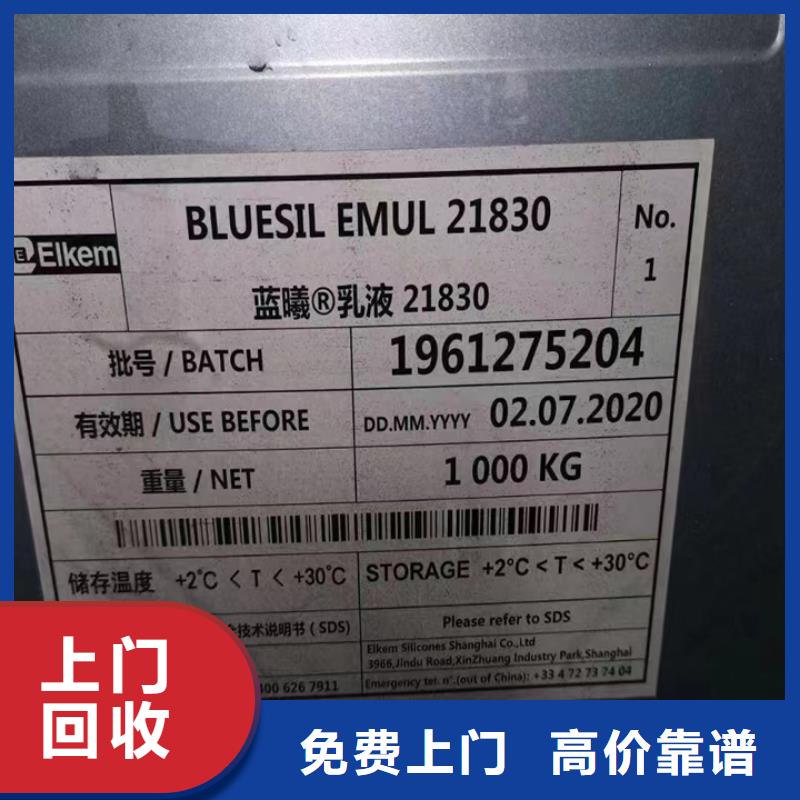 BLUESIL EMUL 21830
No.
Elkem
1
蓝曦®乳液 21830
批号 / BATCH 1961275204
有效期 / USE BEFORE DD.MM.YYYY 02.07.2020
重量 / NET 1 000 KG
储存温度 +2°C < T < +30°C STORAGE +2°C < T < +30°C
技术说明书 (SDS) Please refer to SDS
Elkem Silicones Shanghai Co.,Ltd
3966,Jindu Road,XinZhuang Industry Park,Shanghai
400 626 7911 Emergency tel. n°.(out of China): +33 4 72 73 74 04
上门
回收
免费上门 高价靠谱